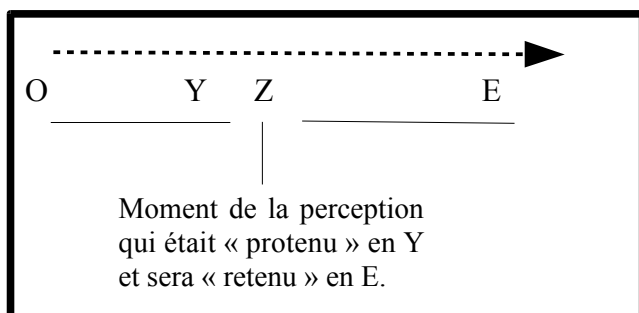 O Y Z E
Moment de la perception
qui était « protenu » en Y
et sera « retenu » en E.